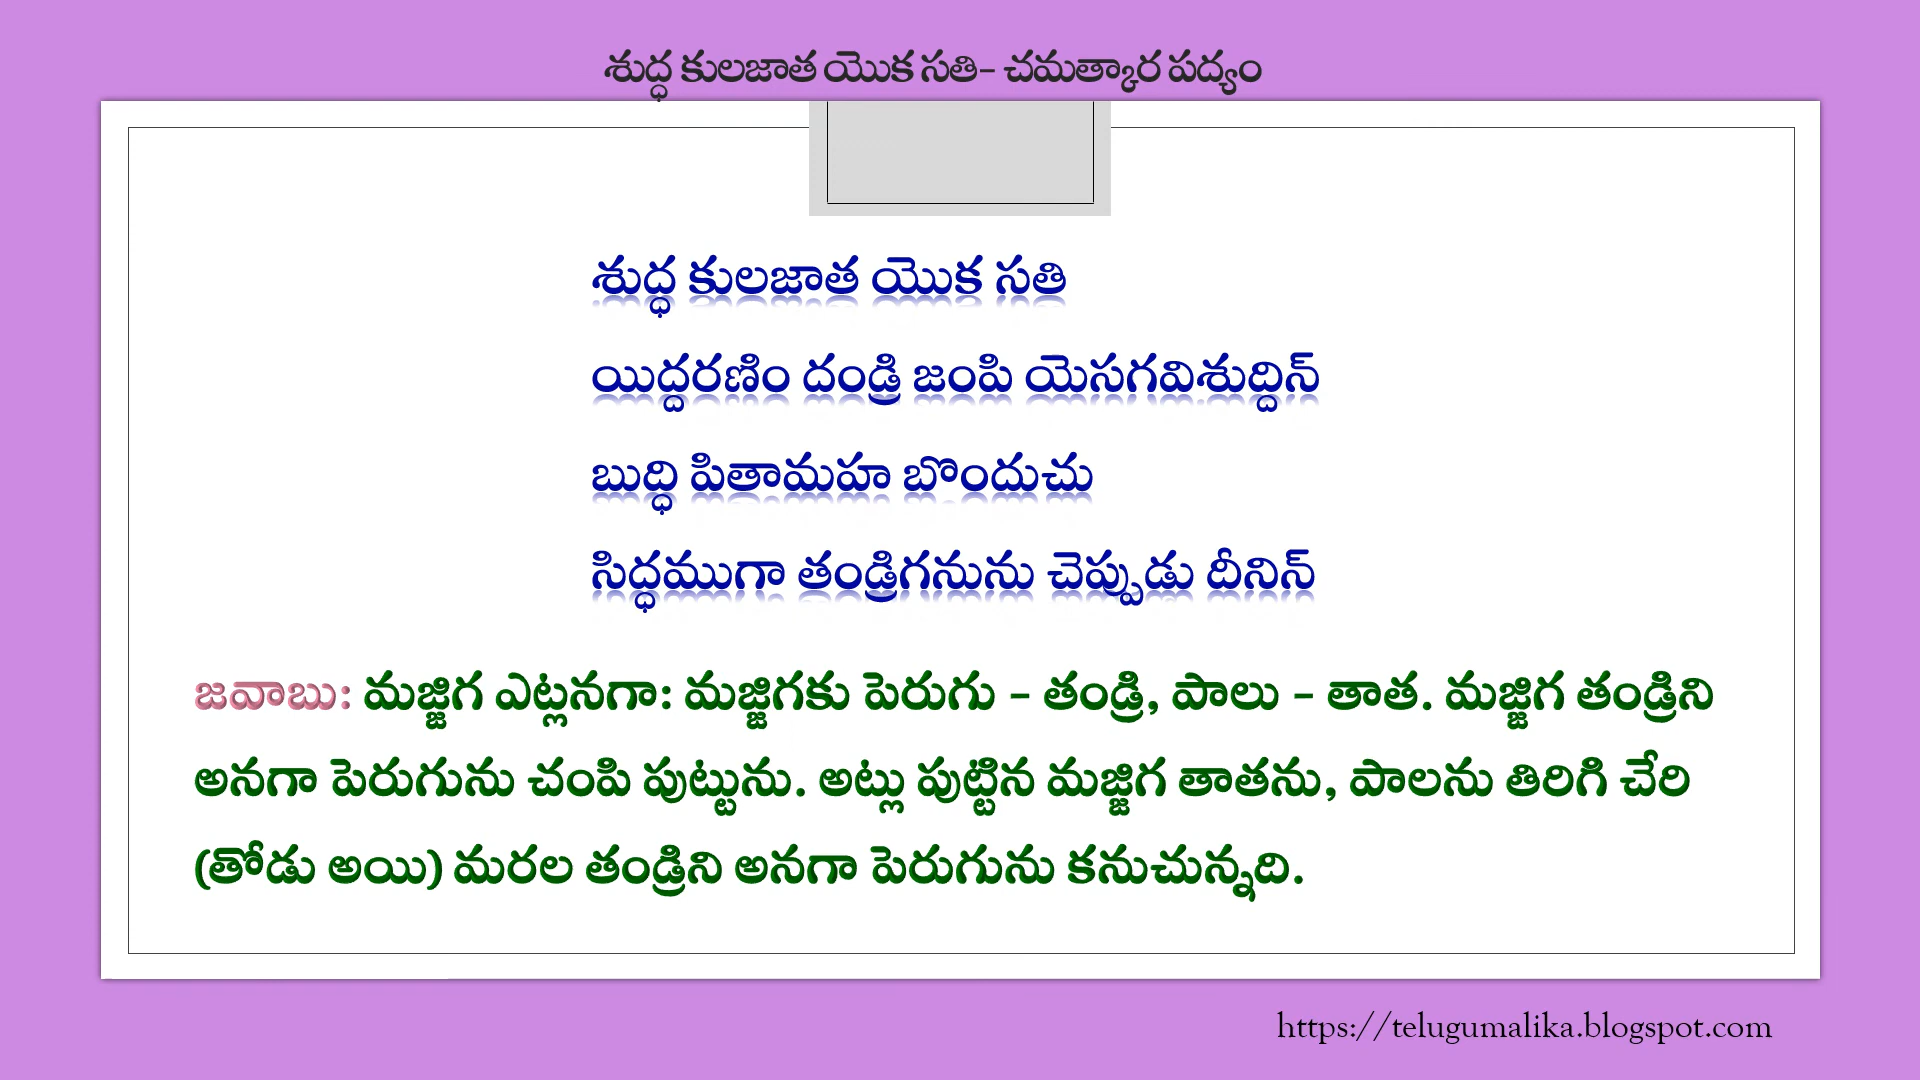 శుద్ధ కులజాత యొక సతి- చమత్కార పద్యం
శుద్ధ కులజాత యొక సతి
యిద్దరణిం దండ్రి జంపి యెసగవిశుద్దిన్
బుద్ధి పితామహ బొందుచు
సిద్ధముగా తండ్రిగనును చెప్పుడు దీనిన్
జవాబు: మజ్జిగ ఎట్లనగా: మజ్జిగకు పెరుగు – తండ్రి, పాలు – తాత. మజ్జిగ తండ్రిని
అనగా పెరుగును చంపి పుట్టును. అట్లు పుట్టిన మజ్జిగ తాతను, పాలను తిరిగి చేరి
(తోడు అయి) మరల తండ్రిని అనగా పెరుగును కనుచున్నది.
https://telugumalika.blogspot.com